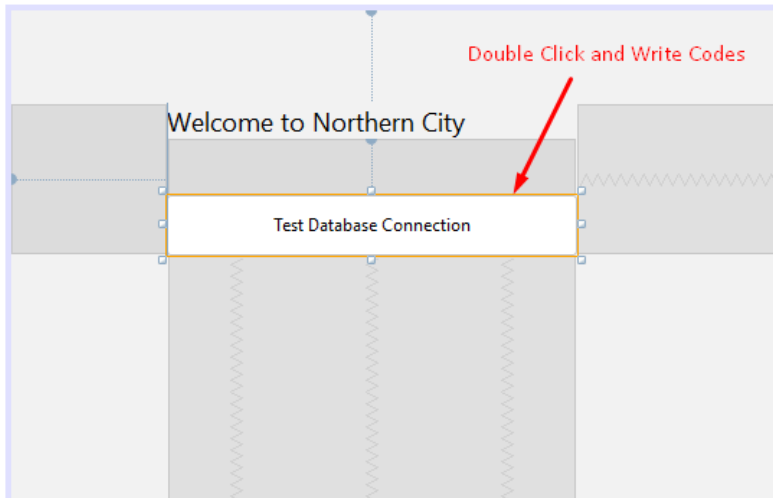 Double Click and Write Codes
Welcome to Northern City
Test Database Connection